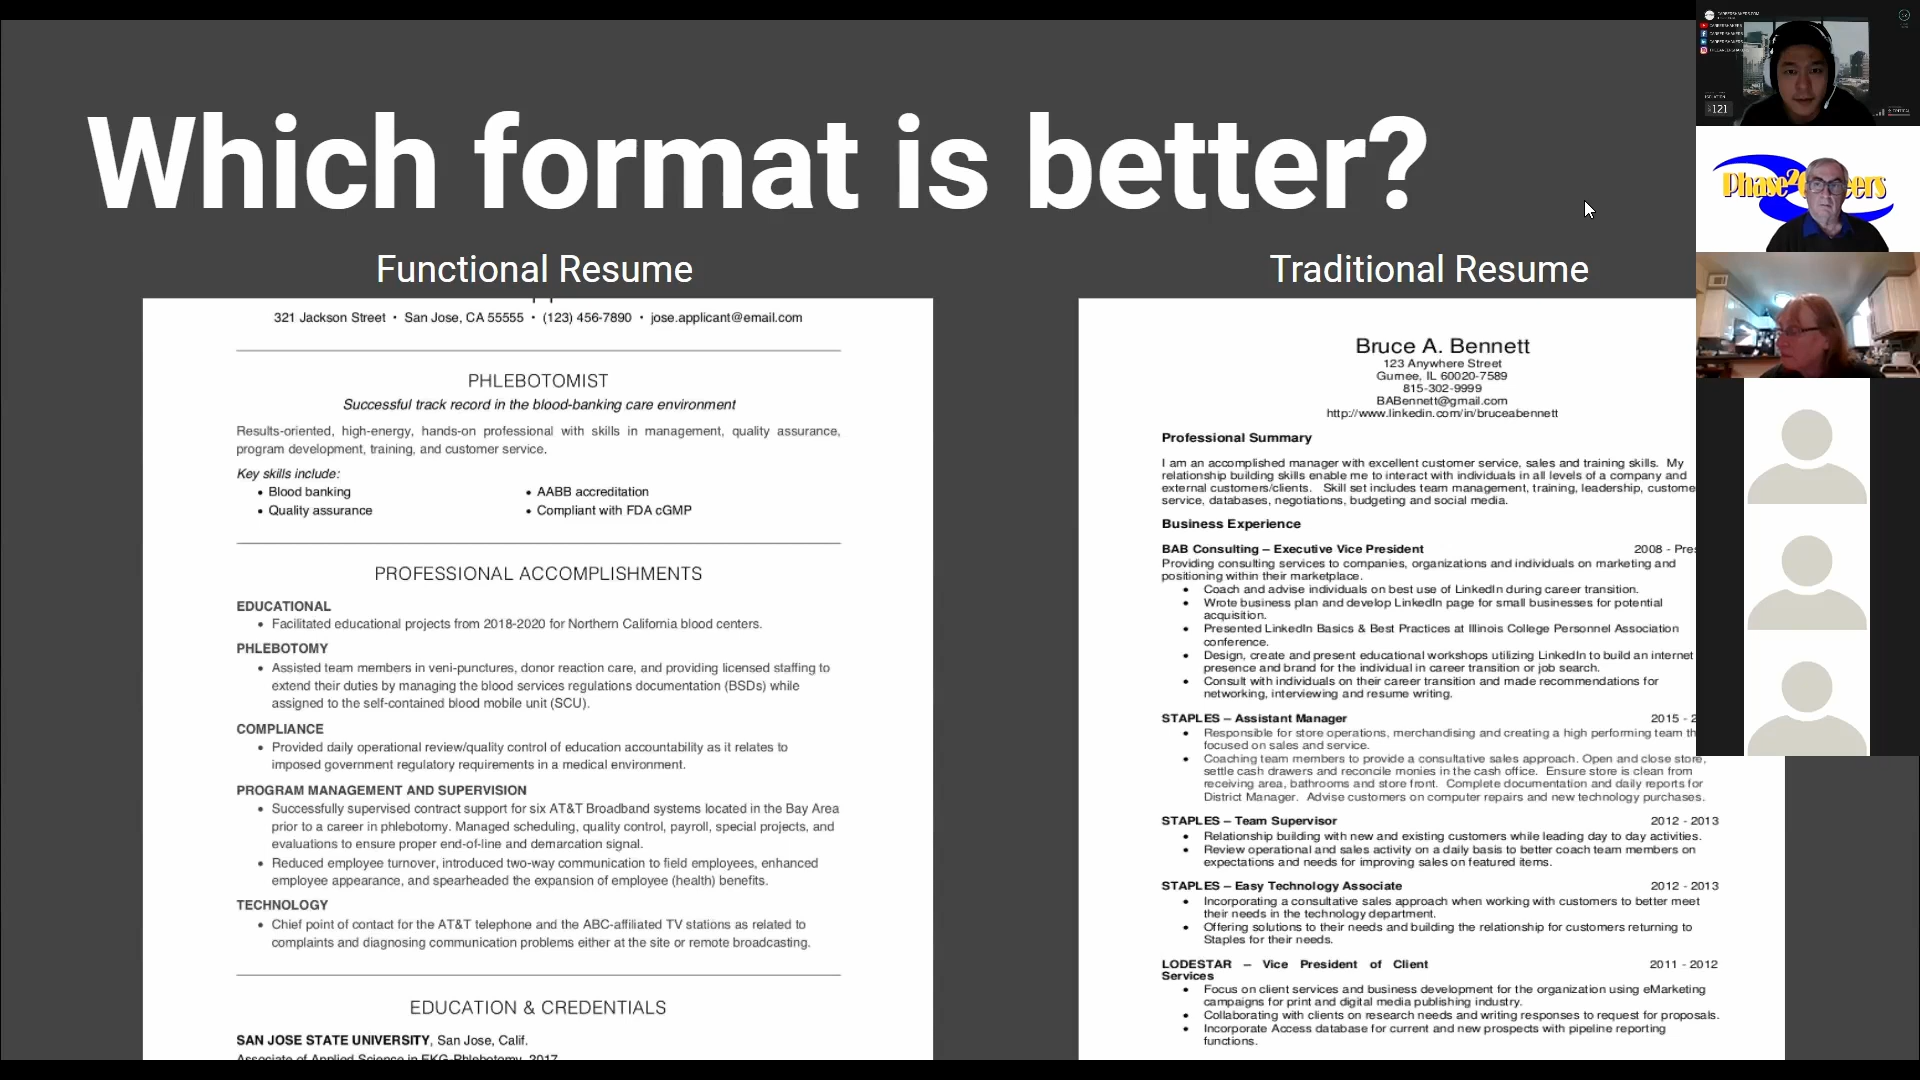 Which format is better?
Functional Resume
321 Jackson Street • San Jose, CA 55555 • (123) 456-7890 • jose.applicant@email.com
PHLEBOTOMIST
Successful track record in the blood-banking care environment
Results-oriented, high-energy, hands-on professional with skills in management, quality assurance,
program development, training, and customer service.
Key skills include:
• Blood banking
• AABB accreditation
• Quality assurance
• Compliant with FDA cGMP
PROFESSIONAL ACCOMPLISHMENTS
EDUCATIONAL
• Facilitated educational projects from 2018-2020 for Northern California blood centers.
PHLEBOTOMY
• Assisted team members in veni-punctures, donor reaction care, and providing licensed staffing to
extend their duties by managing the blood services regulations documentation (BSDs) while
assigned to the self-contained blood mobile unit (SCU).
COMPLIANCE
• Provided daily operational review/quality control of education accountability as it relates to
imposed government regulatory requirements in a medical environment.
PROGRAM MANAGEMENT AND SUPERVISION
• Successfully supervised contract support for six AT&T Broadband systems located in the Bay Area
prior to a career in phlebotomy. Managed scheduling, quality control, payroll, special projects, and
evaluations to ensure proper end-of-line and demarcation signal.
• Reduced employee turnover, introduced two-way communication to field employees, enhanced
employee appearance, and spearheaded the expansion of employee (health) benefits.
TECHNOLOGY
• Chief point of contact for the AT&T telephone and the ABC-affiliated TV stations as related to
complaints and diagnosing communication problems either at the site or remote broadcasting.
EDUCATION & CREDENTIALS
SAN JOSE STATE UNIVERSITY, San Jose, Calif.
Associate of Applied Science in EKG-Phlebotomy, 2017
Traditional Resume
Bruce A. Bennett
123 Anywhere Street
Gurnee, IL 60020-7589
815-302-9999
BABennett@gmail.com
http://www.linkedin.com/in/bruceabennett
Professional Summary
I am an accomplished manager with excellent customer service, sales and training skills. My
relationship building skills enable me to interact with individuals in all levels of a company and
external customers/clients. Skill set includes team management, training, leadership, custome
service, databases, negotiations, budgeting and social media.
Business Experience
BAB Consulting – Executive Vice President 2008 - Pres
Providing consulting services to companies, organizations and individuals on marketing and
positioning within their marketplace.
• Coach and advise individuals on best use of LinkedIn during career transition.
• Wrote business plan and develop LinkedIn page for small businesses for potential
acquisition.
• Presented LinkedIn Basics & Best Practices at Illinois College Personnel Association
conference.
• Design, create and present educational workshops utilizing LinkedIn to build an internet
presence and brand for the individual in career transition or job search.
• Consult with individuals on their career transition and made recommendations for
networking, interviewing and resume writing.
STAPLES – Assistant Manager 2015 - 2
• Responsible for store operations, merchandising and creating a high performing team th
focused on sales and service.
• Coaching team members to provide a consultative sales approach. Open and close store,
settle cash drawers and reconcile monies in the cash office. Ensure store is clean from
receiving area, bathrooms and store front. Complete documentation and daily reports for
District Manager. Advise customers on computer repairs and new technology purchases.
STAPLES – Team Supervisor 2012 - 2013
• Relationship building with new and existing customers while leading day to day activities.
• Review operational and sales activity on a daily basis to better coach team members on
expectations and needs for improving sales on featured items.
STAPLES – Easy Technology Associate 2012 - 2013
• Incorporating a consultative sales approach when working with customers to better meet
their needs in the technology department.
• Offering solutions to their needs and building the relationship for customers returning to
Staples for their needs.
LODESTAR – Vice President of Client 2011 - 2012
Services
• Focus on client services and business development for the organization using eMarketing
campaigns for print and digital media publishing industry.
• Collaborating with clients on research needs and writing responses to request for proposals.
• Incorporate Access database for current and new prospects with pipeline reporting
functions.
121